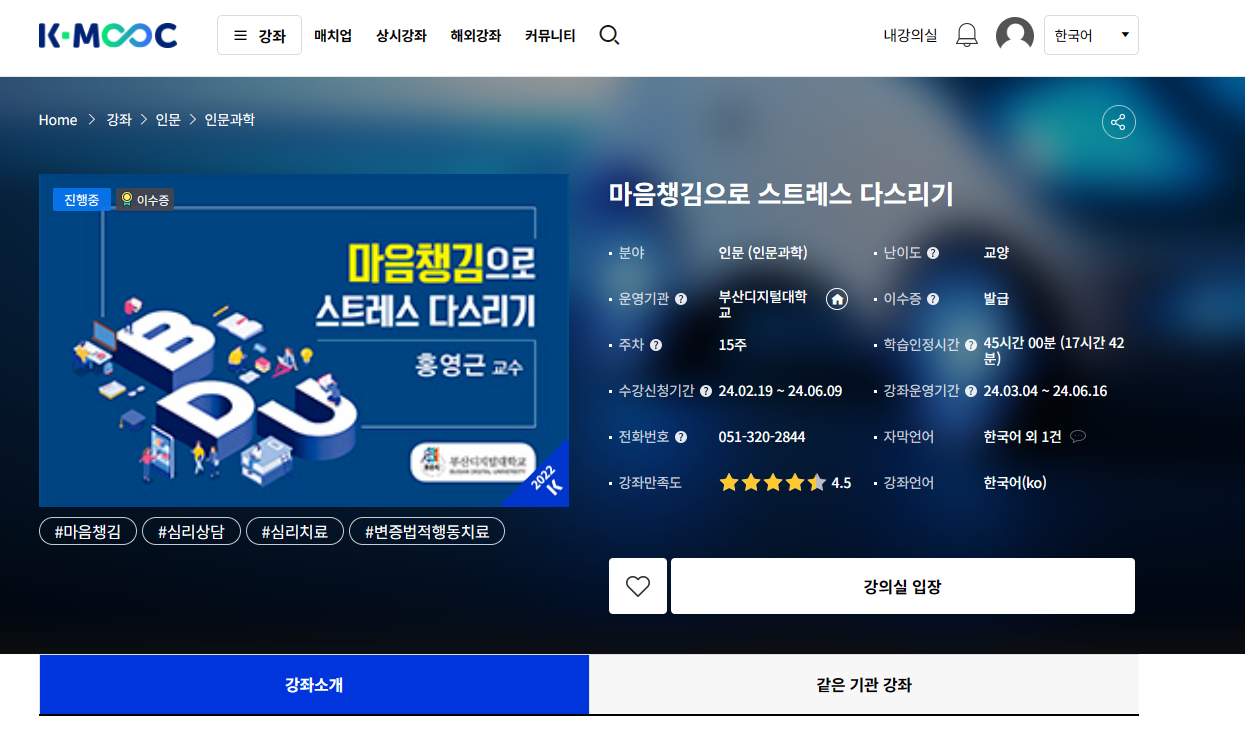 K-MOOC
강좌 매치업 상시강좌 해외강좌 커뮤니티
내강의실 한국어
Home > 강좌 > 인문 > 인문과학
진행중 이수증
마음챙김으로
스트레스 다스리기
홍영근 교수
BDU
부산디지털대학교
BUSAN DIGITAL UNIVERSITY
2022 K
#마음챙김 #심리상담 #심리치료 #변증법적행동치료
마음챙김으로 스트레스 다스리기
분야 인문 (인문과학) 난이도 ? 교양
운영기관 ? 부산디지털대학
교
이수증 ? 발급
주차 ? 15주
학습인정시간 ? 45시간 00분 (17시간 42
분)
수강신청기간 ? 24.02.19 ~ 24.06.09 강좌운영기간 ? 24.03.04 ~ 24.06.16
전화번호 ? 051-320-2844 자막언어 한국어 외 1건
강좌만족도 4.5 강좌언어 한국어(ko)
강의실 입장
강좌소개 같은 기관 강좌